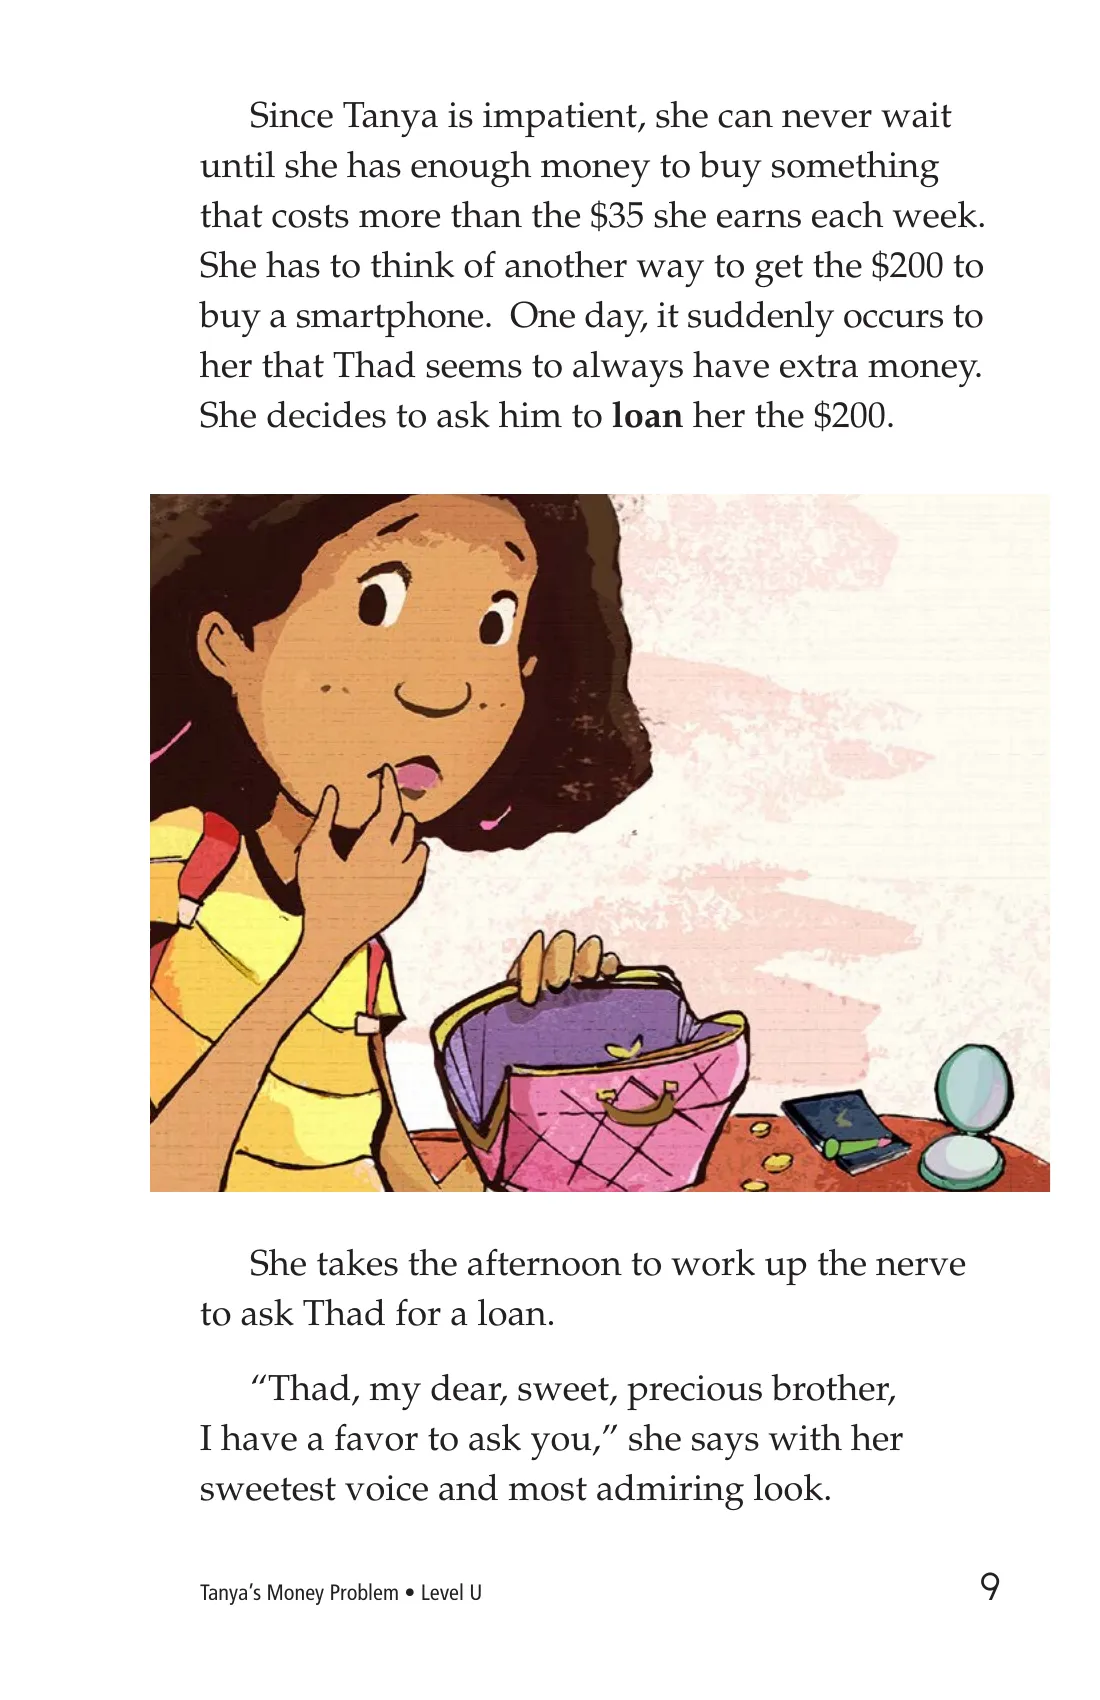 Since Tanya is impatient, she can never wait
until she has enough money to buy something
that costs more than the $35 she earns each week.
She has to think of another way to get the $200 to
buy a smartphone.  One day, it suddenly occurs to
her that Thad seems to always have extra money.
She decides to ask him to loan her the $200.
She takes the afternoon to work up the nerve
to ask Thad for a loan.
“Thad, my dear, sweet, precious brother,
I have a favor to ask you,” she says with her
sweetest voice and most admiring look.
Tanya’s Money Problem • Level U
9